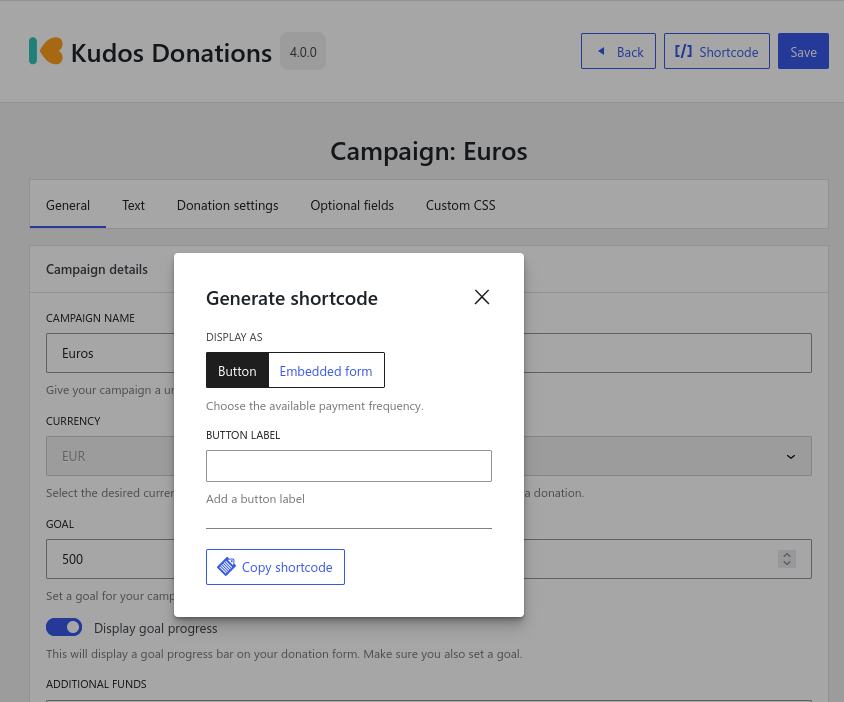 Kudos Donations 4.0.0
Back
[/] Shortcode
Save
Campaign: Euros
General Text Donation settings Optional fields Custom CSS
Campaign details
CAMPAIGN NAME
Euros
Give your campaign a
CURRENCY
EUR
Select the desired
a donation.
GOAL
500
Set a goal for your
Display goal progress
This will display a goal progress bar on your donation form. Make sure you also set a goal.
ADDITIONAL FUNDS
Generate shortcode
DISPLAY AS
Button Embedded form
Choose the available payment frequency.
BUTTON LABEL
Add a button label
Copy shortcode